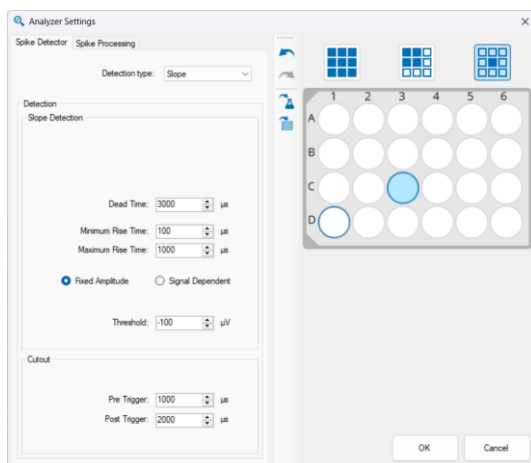 Analyzer Settings
Spike Detector Spike Processing
Detection type: Slope
Detection
Slope Detection
Dead Time: 3000 µs
Minimum Rise Time: 100 µs
Maximum Rise Time: 1000 µs
Fixed Amplitude Signal Dependent
Threshold: -100 µV
Cutout
Pre Trigger: 1000 µs
Post Trigger: 2000 µs
1 2 3 4 5 6
A
B
C
D
OK Cancel